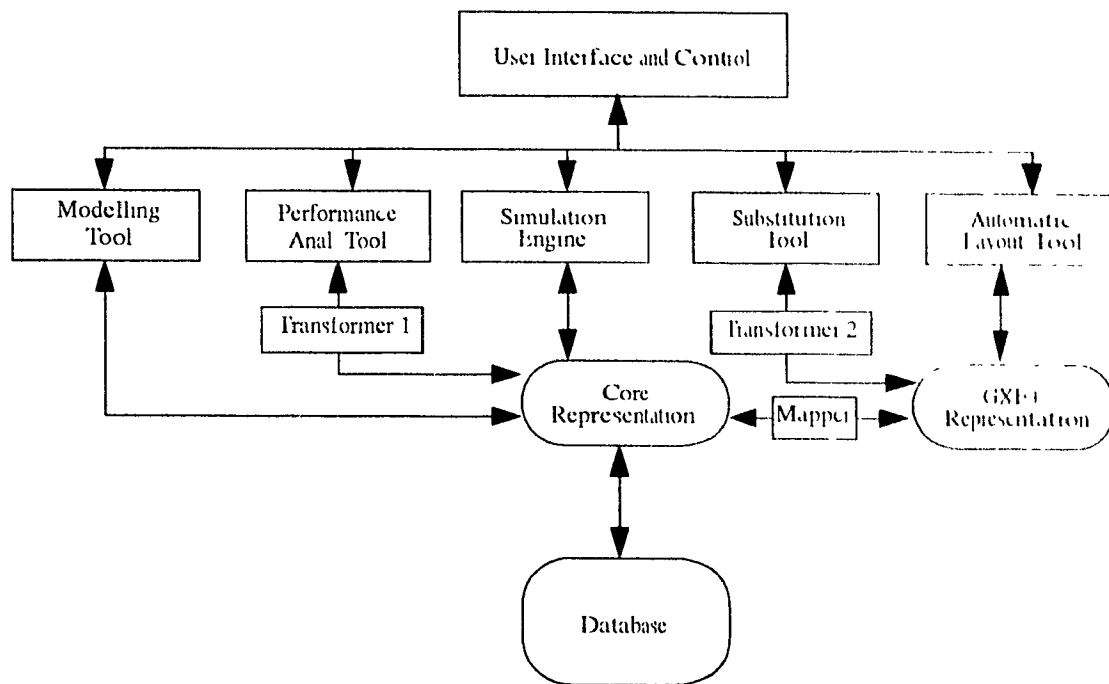 User Interface and Control
Modelling
Tool
Performance
Anal Tool
Simulation
Engine
Substitution
Tool
Automatic
Layout Tool
Transformer 1
Transformer 2
Core
Representation
Mapper
Representation
Database